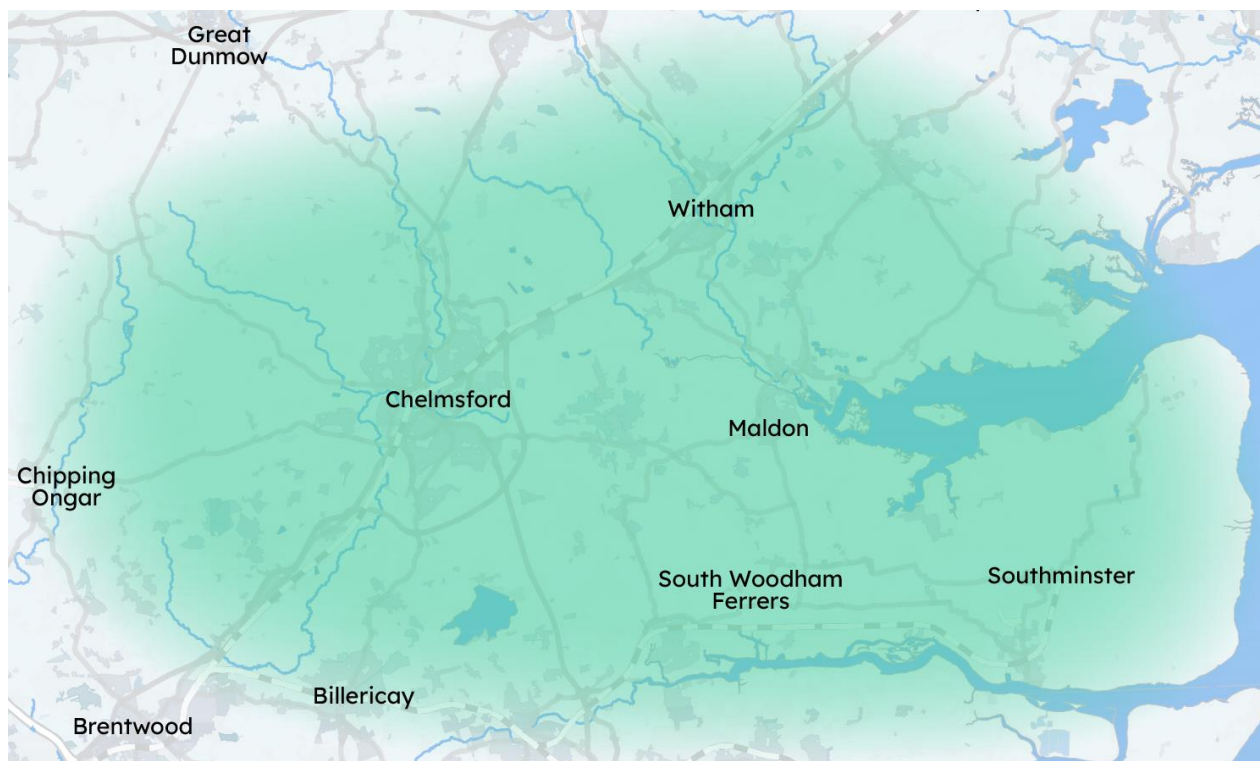 Great
Dunmow
Witham
Chelmsford
Maldon
Chipping
Ongar
South Woodham
Ferrers
Southminster
Billericay
Brentwood